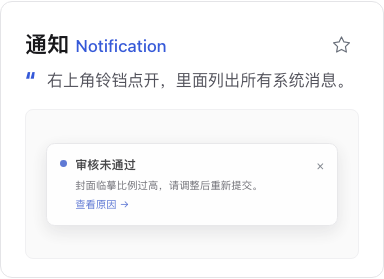 通知 Notification
“ 右上角铃铛点开，里面列出所有系统消息。
审核未通过 ×
封面临摹比例过高，请调整后重新提交。
查看原因 →